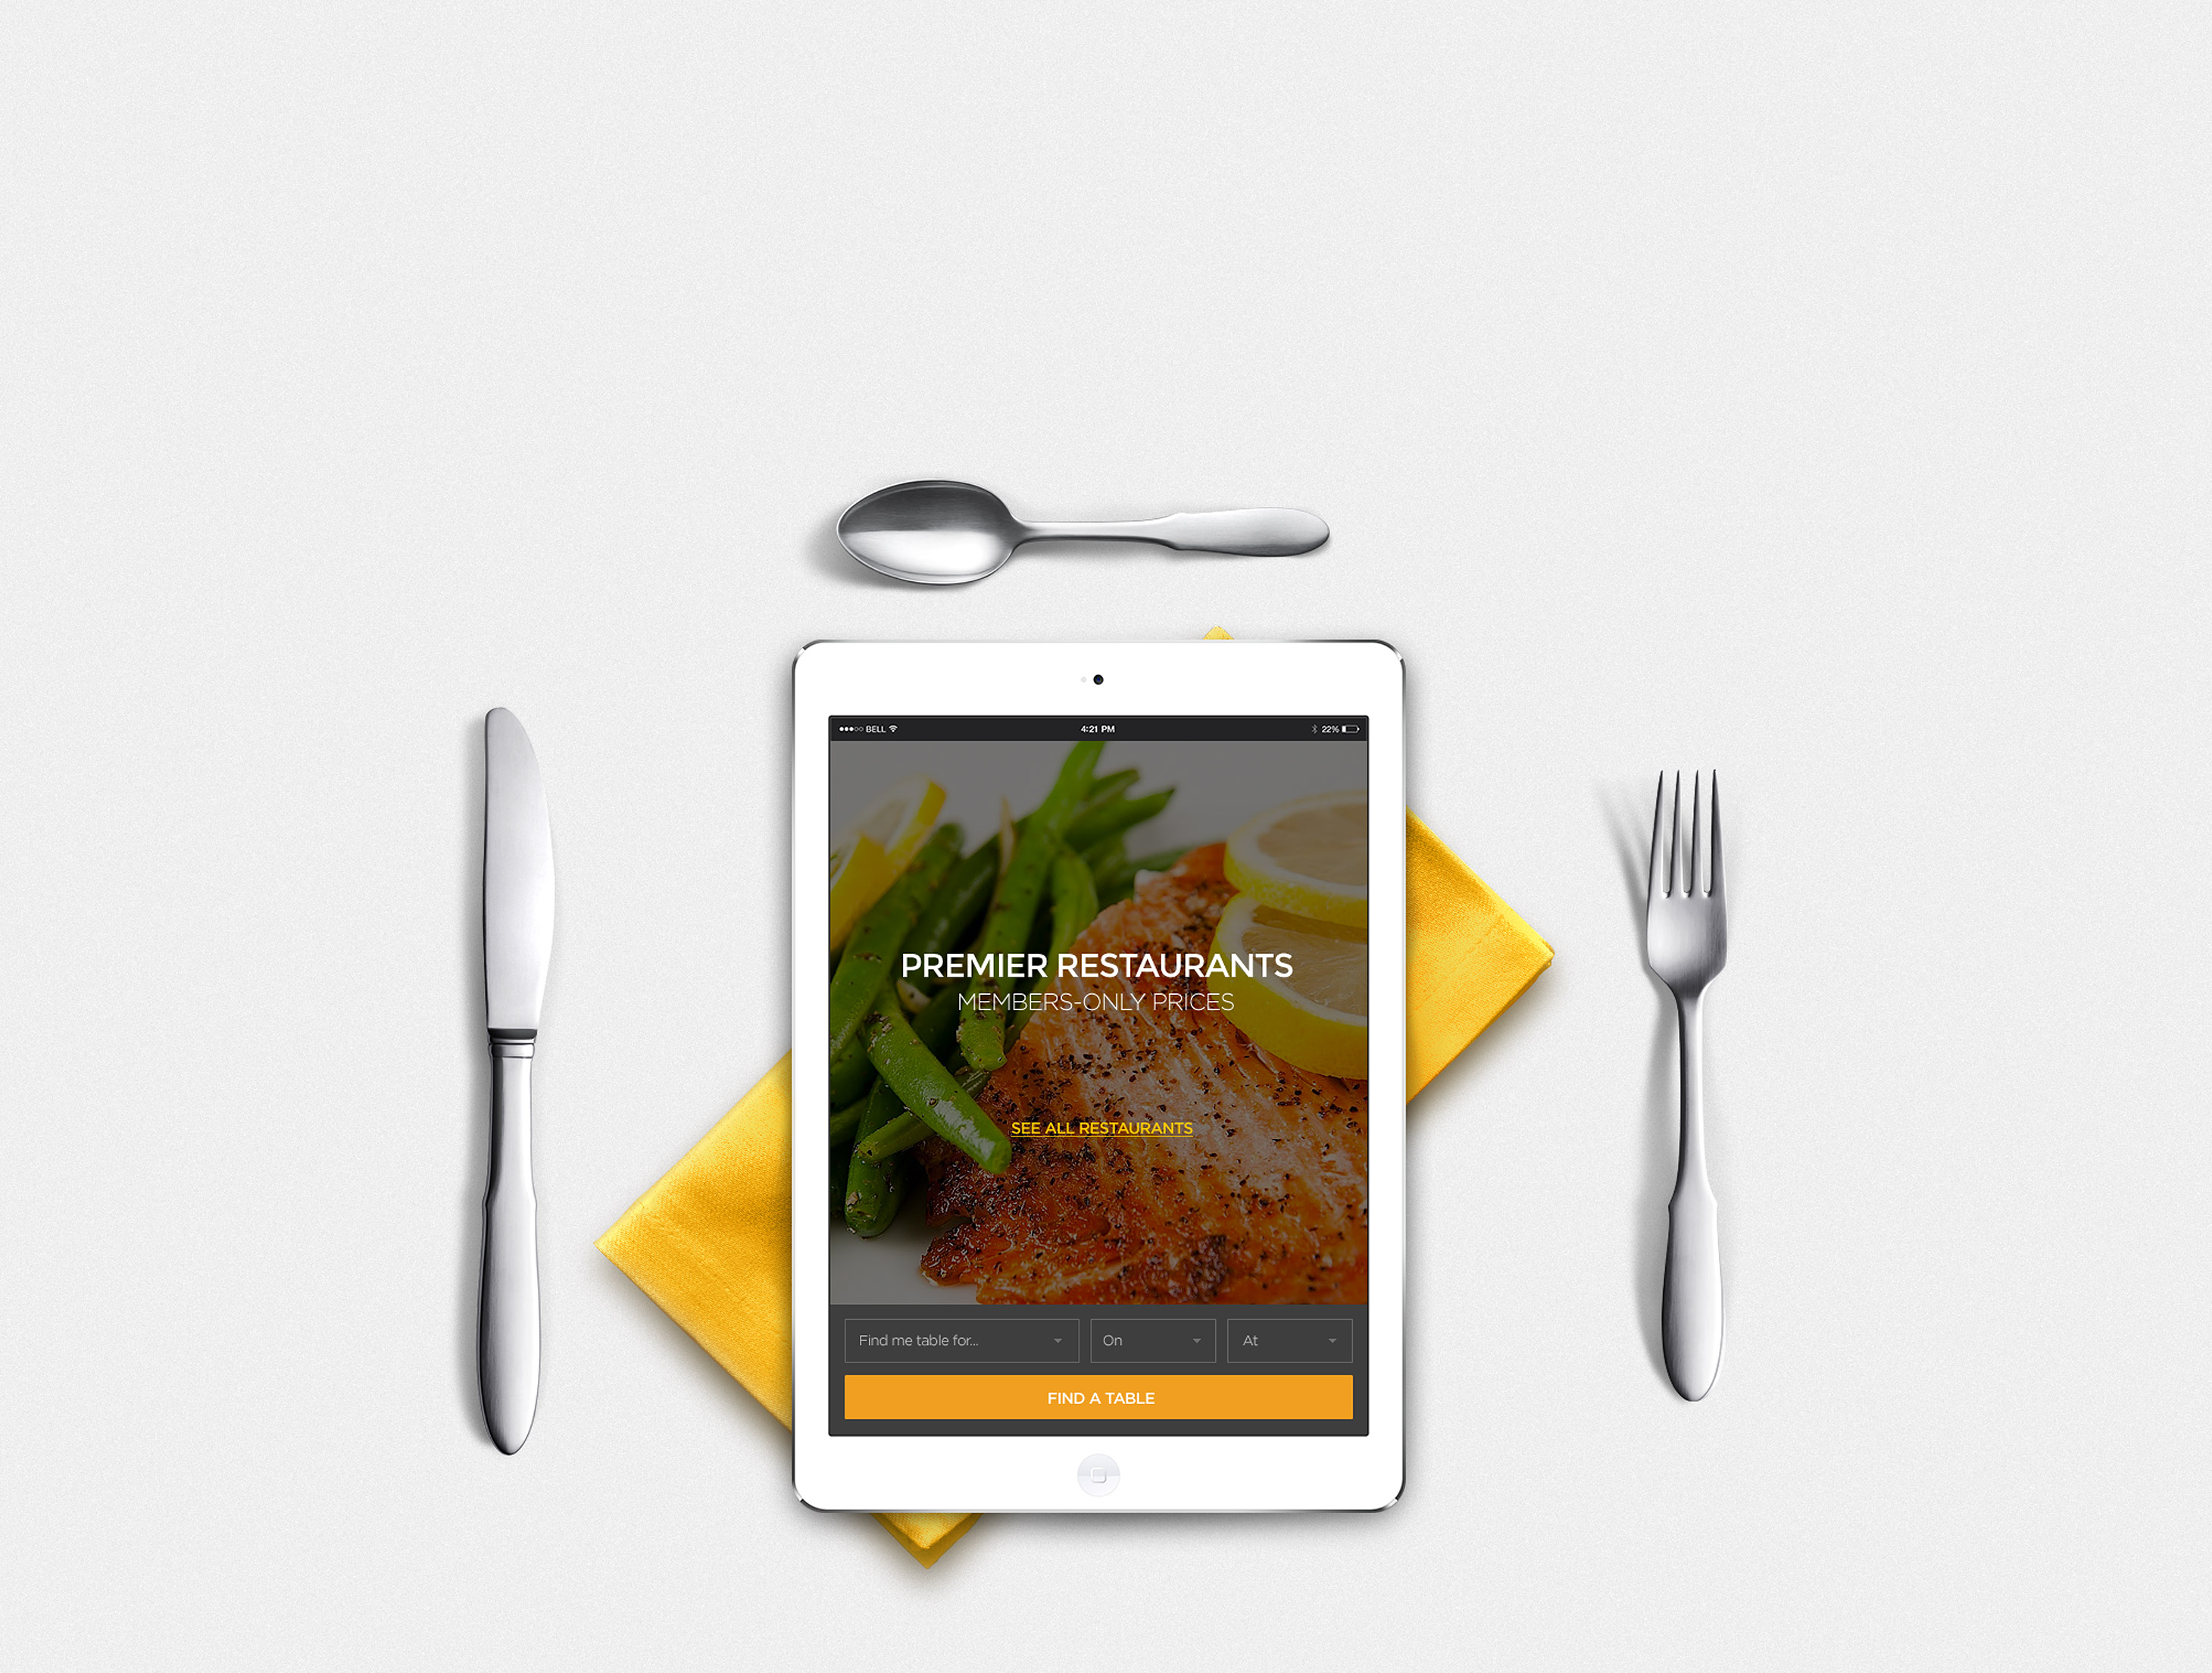 BELL 4:21 PM 22%
PREMIER RESTAURANTS
MEMBERS-ONLY PRICES
SEE ALL RESTAURANTS
Find me table for... On At
FIND A TABLE